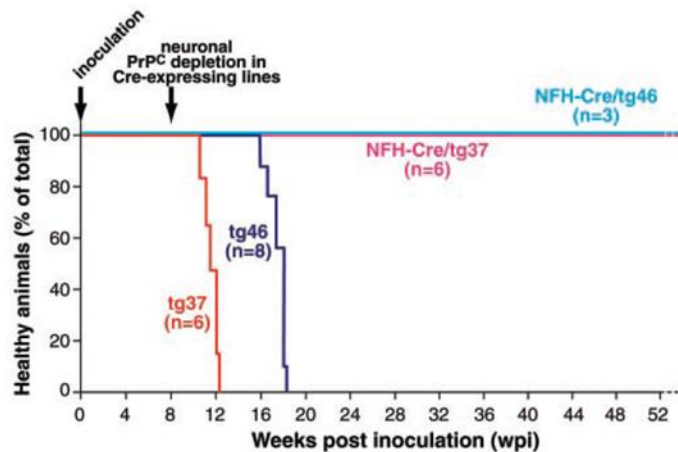 inoculation
neuronal
PrPC depletion in
Cre-expressing lines
NFH-Cre/tg46
(n=3)
NFH-Cre/tg37
(n=6)
tg46
(n=8)
tg37
(n=6)
Healthy animals (% of total)
100
80
60
40
20
0
0 4 8 12 16 20 24 28 32 36 40 44 48 52
Weeks post inoculation (wpi)